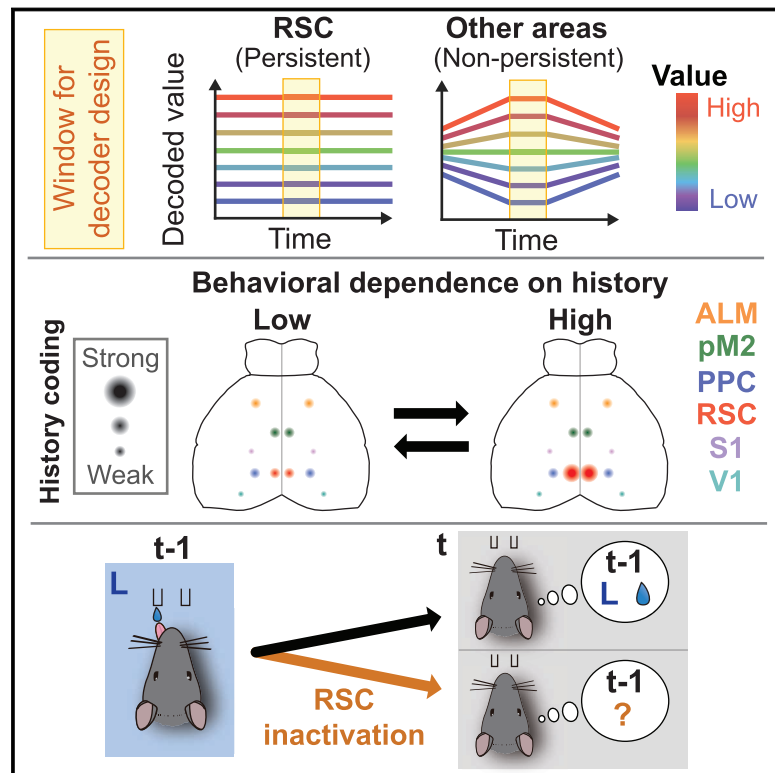 Window for
decoder design
RSC
(Persistent)
Other areas
(Non-persistent)
Decoded value
Time
Time
Value
High
Low
Behavioral dependence on history
Low
High
History coding
Strong
Weak
ALM
pM2
PPC
RSC
S1
V1
t-1
L
RSC
inactivation
t
t-1
L
t-1
?